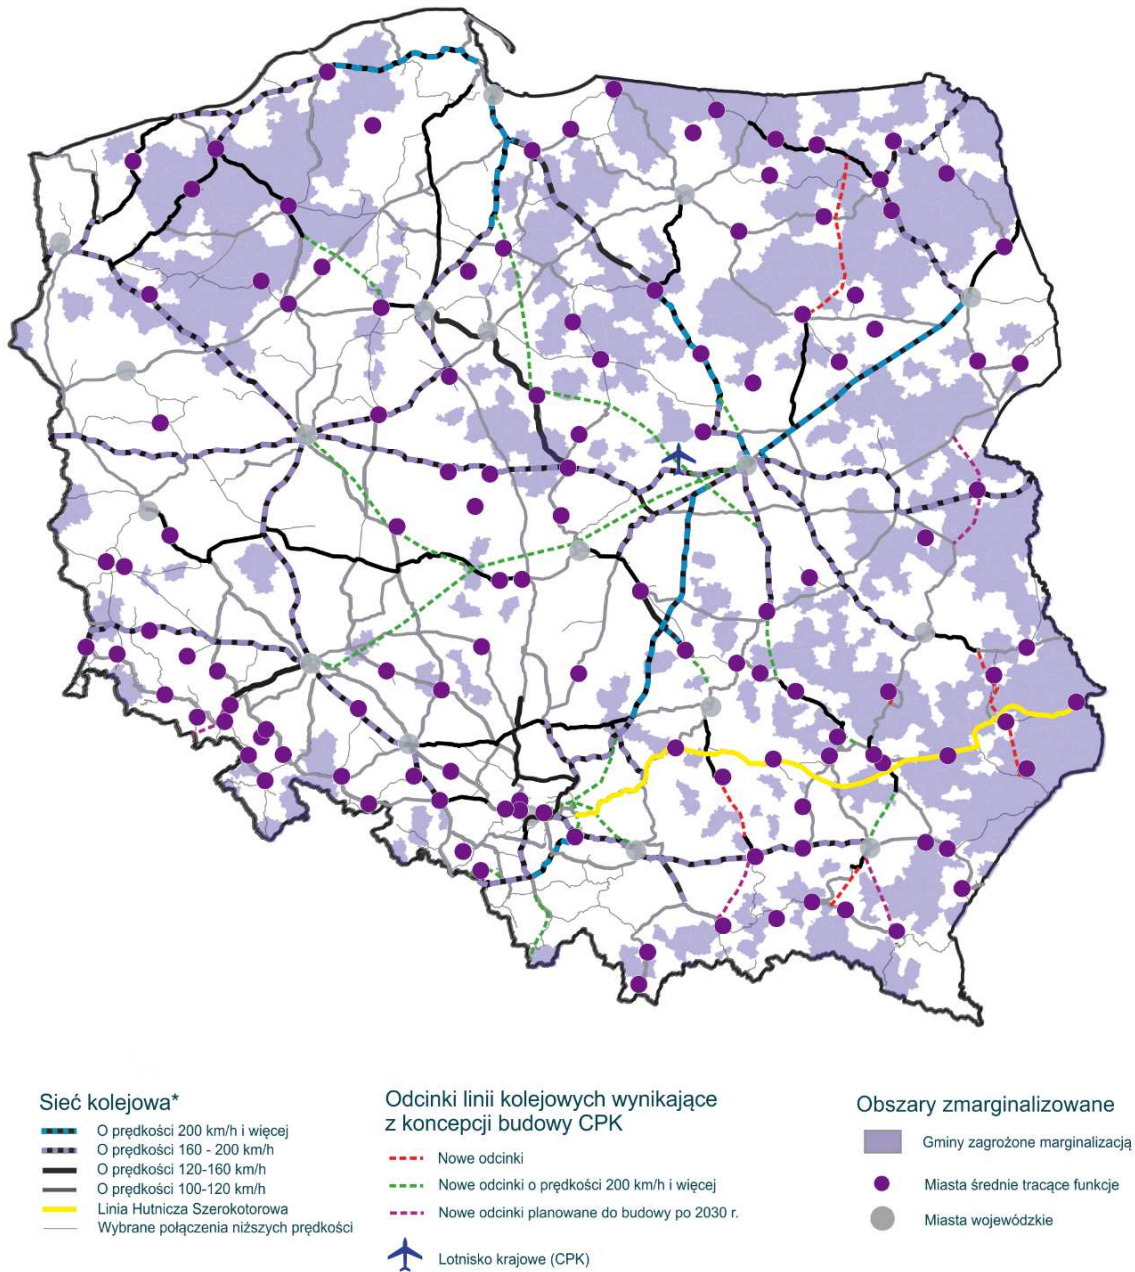 Sieć kolejowa*
O prędkości 200 km/h i więcej
O prędkości 160 - 200 km/h
O prędkości 120-160 km/h
O prędkości 100-120 km/h
Linia Hutnicza Szerokotorowa
Wybrane połączenia niższych prędkości
Odcinki linii kolejowych wynikające
z koncepcji budowy CPK
Nowe odcinki
Nowe odcinki o prędkości 200 km/h i więcej
Nowe odcinki planowane do budowy po 2030 r.
Lotnisko krajowe (CPK)
Obszary zmarginalizowane
Gminy zagrożone marginalizacją
Miasta średnie tracące funkcje
Miasta wojewódzkie